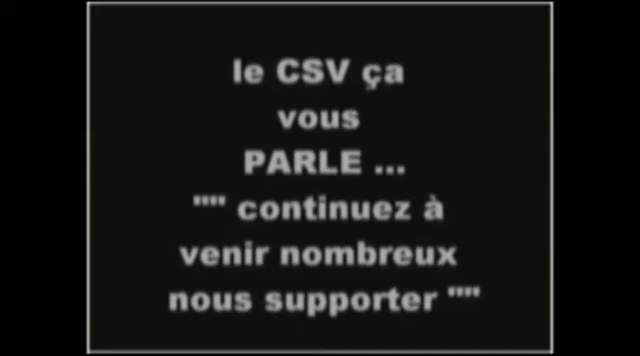 le CSV ça
vous
PARLE ...
"" continuez à
venir nombreux
nous supporter ""